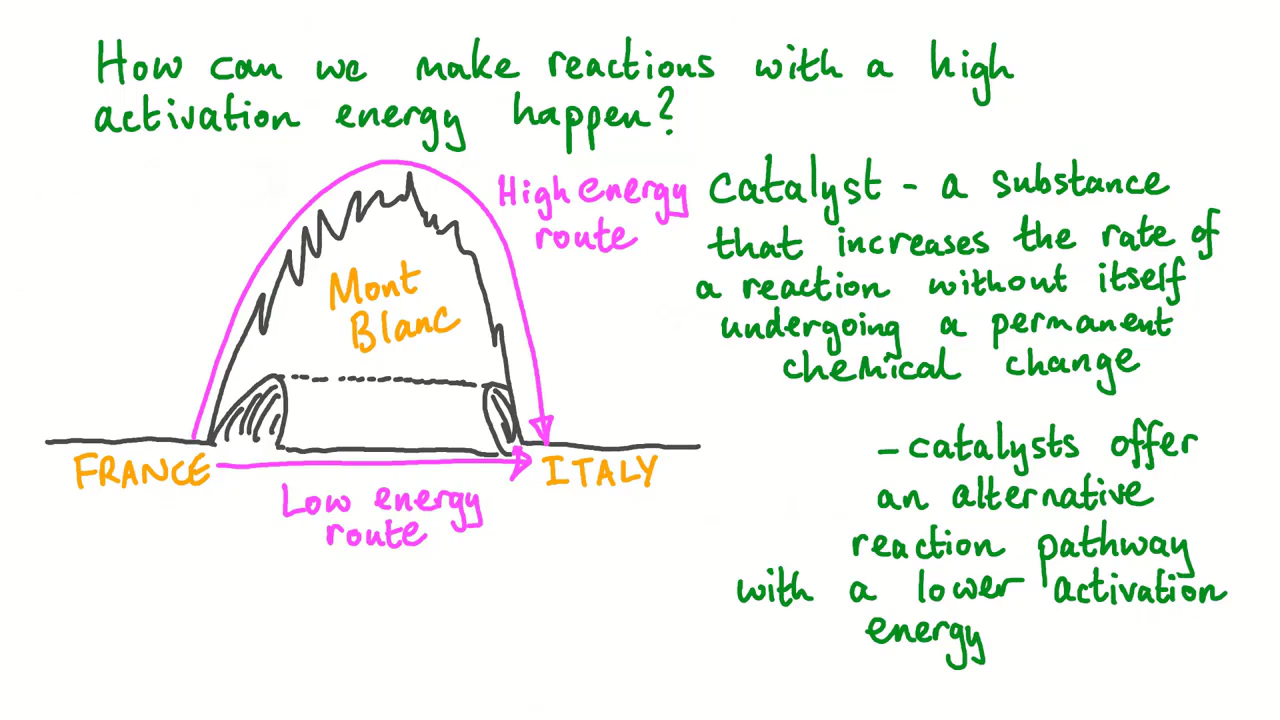 How can we make reactions with a high
activation energy happen?
High energy
route
Mont
Blanc
FRANCE
ITALY
Low energy
route
catalyst - a substance
that increases the rate of
a reaction without itself
undergoing a permanent
chemical change
- catalysts offer
an alternative
reaction pathway
with a lower activation
energy